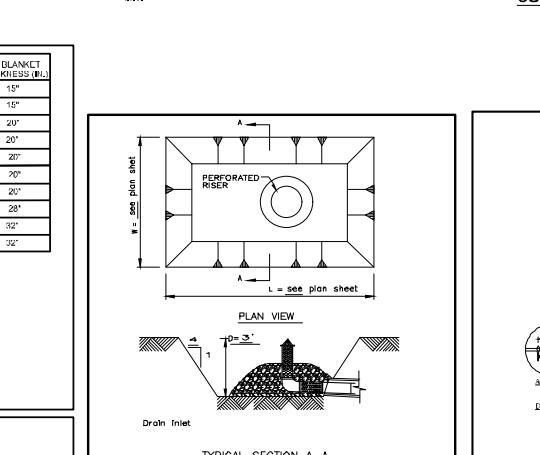 BLANKET
KNESS (IN.)
15"
15"
20"
20"
20"
20"
20"
28"
32"
32"
A
W = see plan shet
PERFORATED
RISER
A
L = see plan sheet
PLAN VIEW
4
1
D= 3'
Drain Inlet
TYPICAL SECTION A-A